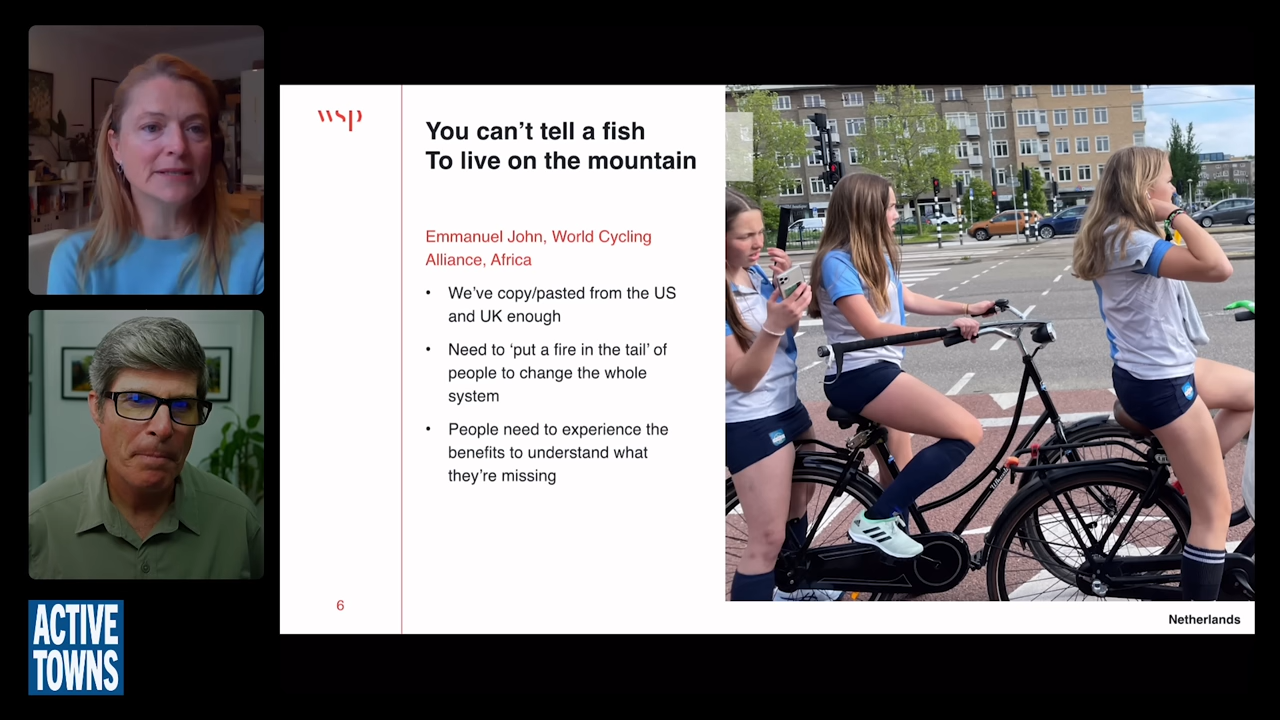 wsp
You can’t tell a fish
To live on the mountain
Emmanuel John, World Cycling
Alliance, Africa
• We’ve copy/pasted from the US
and UK enough
• Need to ‘put a fire in the tail’ of
people to change the whole
system
• People need to experience the
benefits to understand what
they’re missing
6
Netherlands
ACTIVE
TOWNS